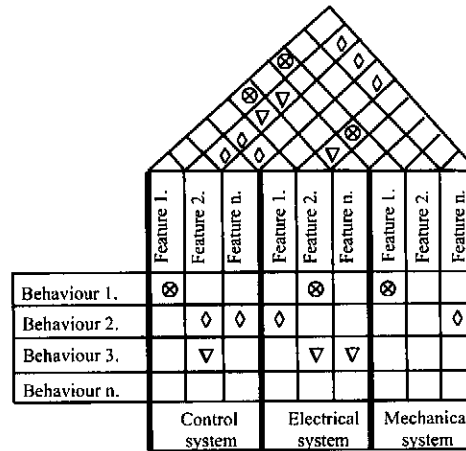 Feature 1.
Feature 2.
Feature n.
Feature 1.
Feature 2.
Feature n.
Feature 1.
Feature 2.
Feature n.
Behaviour 1.
Behaviour 2.
Behaviour 3.
Behaviour n.
Control Electrical Mechanica
system system system